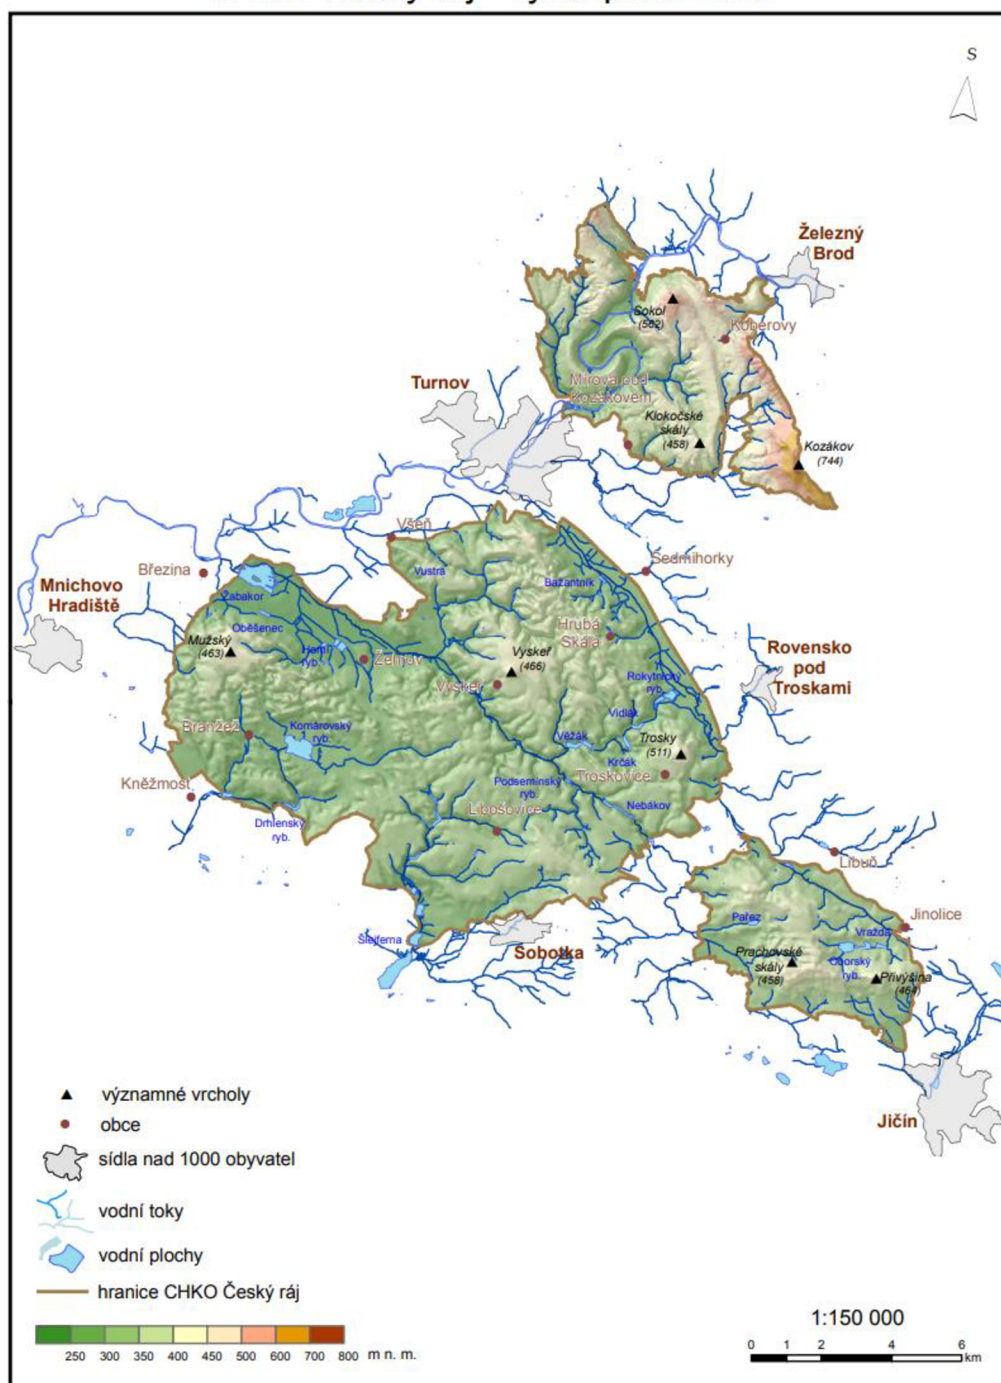 S
Železný
Brod
Sokol
(562)
Koberovy
Turnov
Mírová pod
Kozákovem
Klokočské
skály
(458)
Kozákov
(744)
Všeň
Sedmihorky
Březina
Vustra
Bažantník
Mnichovo
Hradiště
Žabakor
Oběšenec
Hrubá
Skála
Mužský
(463)
Horní
ryb.
Žehrov
Vyskeř
(466)
Vyskeř
Rovensko
pod
Troskami
Rokytnický
ryb.
Vidlák
Branžež
Komárovský
ryb.
Věžák
Trosky
(511)
Krčák
Troskovice
Kněžmost
Podsemínský
ryb.
Nebákov
Libošovice
Drhlenský
ryb.
Libuň
Jinolice
Pařez
Vražda
Šlejferna
Sobotka
Prachovské
skály
(458)
Oborský
ryb.
Přivýšina
(464)
Jičín
významné vrcholy
obce
sídla nad 1000 obyvatel
vodní toky
vodní plochy
hranice CHKO Český ráj
250 300 350 400 450 500 600 700 800 m n. m.
1:150 000
0 1 2 4 6
km